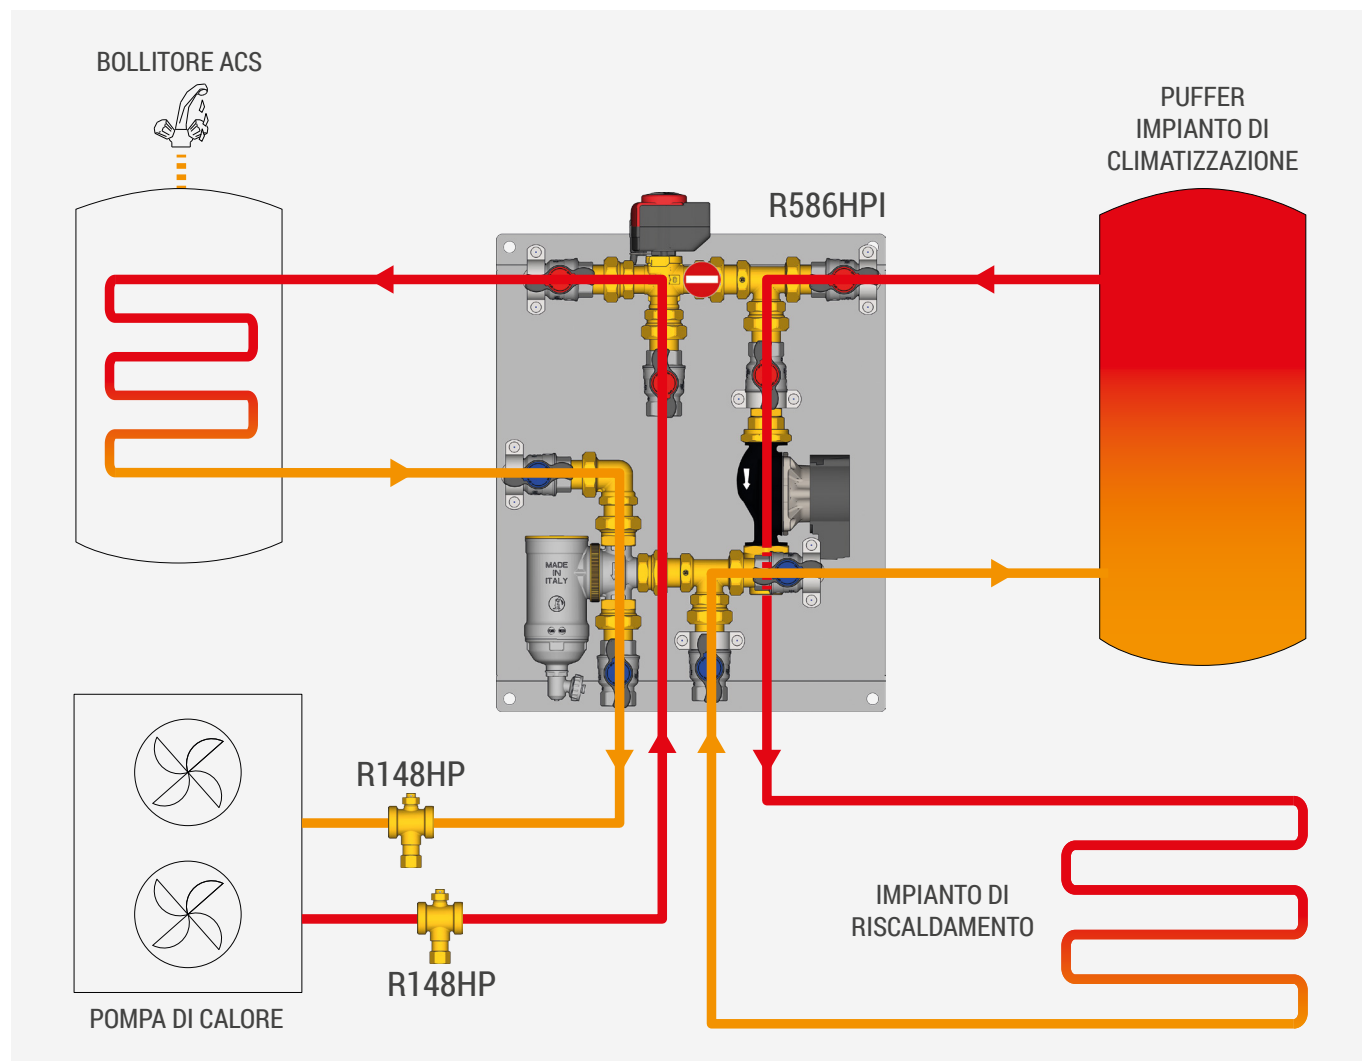 BOLLITORE ACS
PUFFER
IMPIANTO DI
CLIMATIZZAZIONE
R586HPI
MADE
IN
ITALY
R148HP
R148HP
IMPIANTO DI
RISCALDAMENTO
POMPA DI CALORE